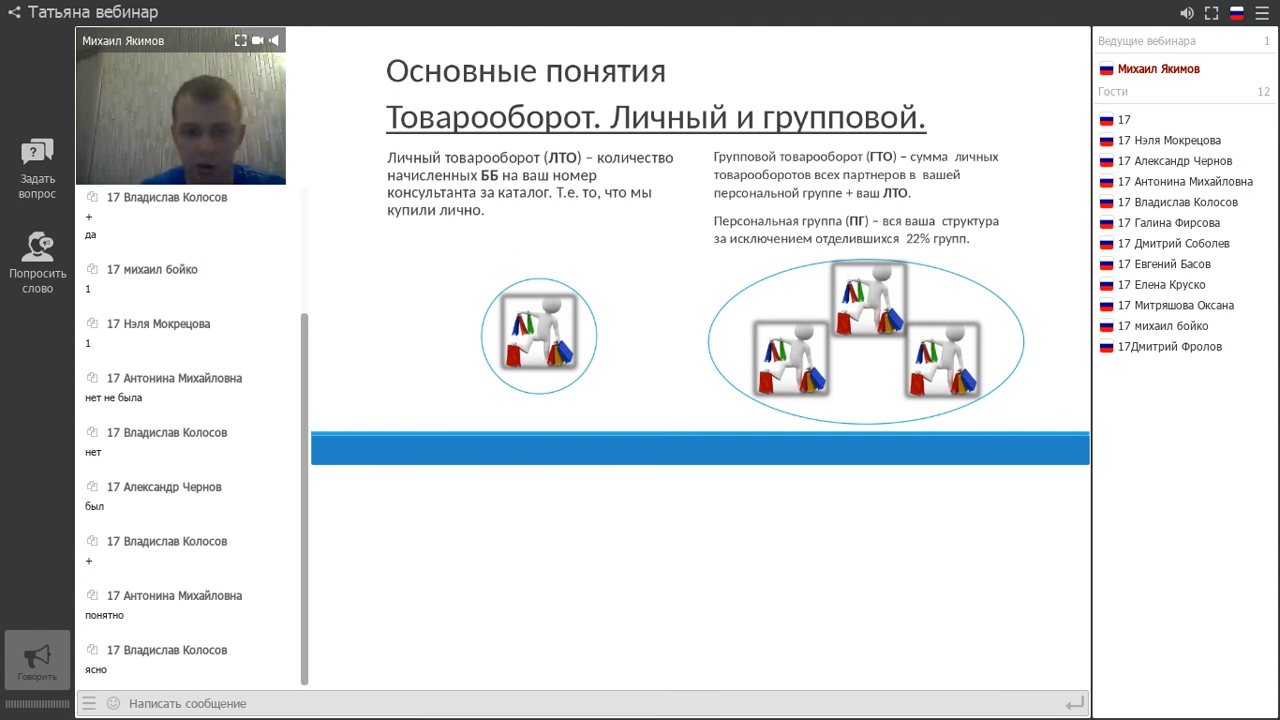 Татьяна вебинар
Задать
вопрос
Попросить
слово
Говорить
Михаил Якимов
17 Владислав Колосов
+
да
17 михаил бойко
1
17 Нэля Мокрецова
1
17 Антонина Михайловна
нет не была
17 Владислав Колосов
нет
17 Александр Чернов
был
17 Владислав Колосов
+
17 Антонина Михайловна
понятно
17 Владислав Колосов
ясно
Написать сообщение
Основные понятия
Товарооборот. Личный и групповой.
Личный товарооборот (ЛТО) – количество
начисленных ББ на ваш номер
консультанта за каталог. Т.е. то, что мы
купили лично.
Групповой товарооборот (ГТО) – сумма личных
товарооборотов всех партнеров в вашей
персональной группе + ваш ЛТО.
Персональная группа (ПГ) – вся ваша структура
за исключением отделившихся 22% групп.
Ведущие вебинара 1
Михаил Якимов
Гости 12
17
17 Нэля Мокрецова
17 Александр Чернов
17 Антонина Михайловна
17 Владислав Колосов
17 Галина Фирсова
17 Дмитрий Соболев
17 Евгений Басов
17 Елена Круско
17 Митряшова Оксана
17 михаил бойко
17Дмитрий Фролов